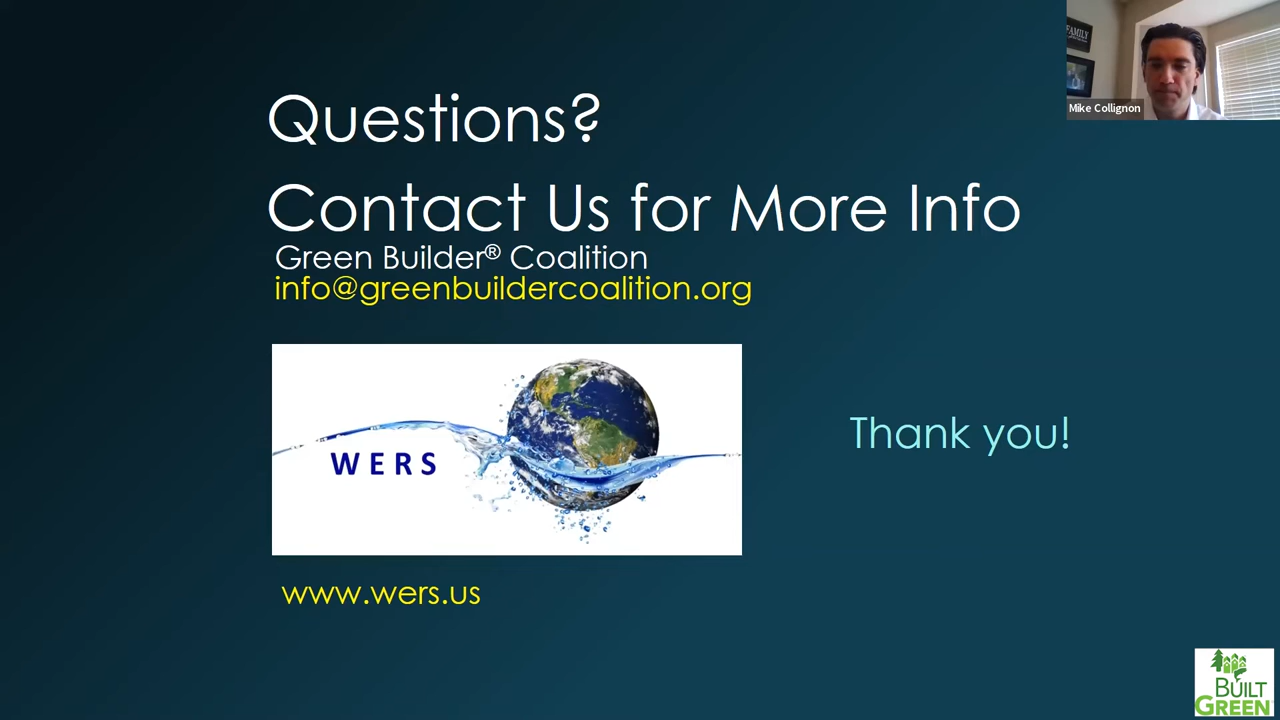 FAMILY
Mike Collignon
Questions?
Contact Us for More Info
Green Builder® Coalition
info@greenbuildercoalition.org
WERS
Thank you!
www.wers.us
BUILT
GREEN